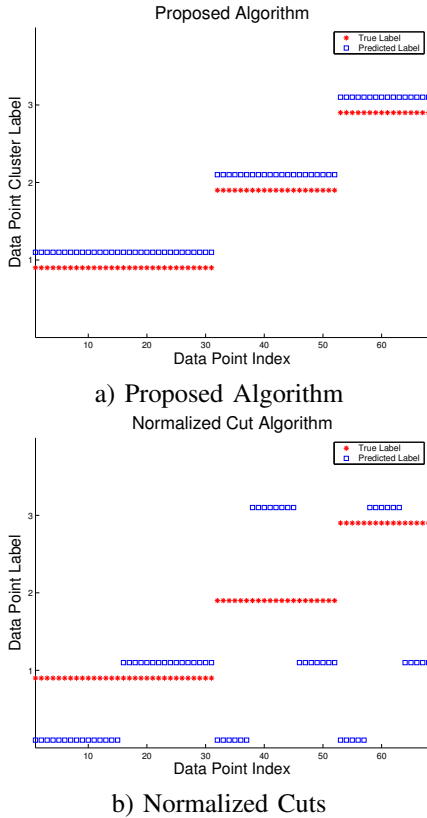 Proposed Algorithm
True Label
Predicted Label
Data Point Cluster Label
3
2
1
10 20 30 40 50 60
Data Point Index
a) Proposed Algorithm
Normalized Cut Algorithm
True Label
Predicted Label
Data Point Label
3
2
1
10 20 30 40 50 60
Data Point Index
b) Normalized Cuts